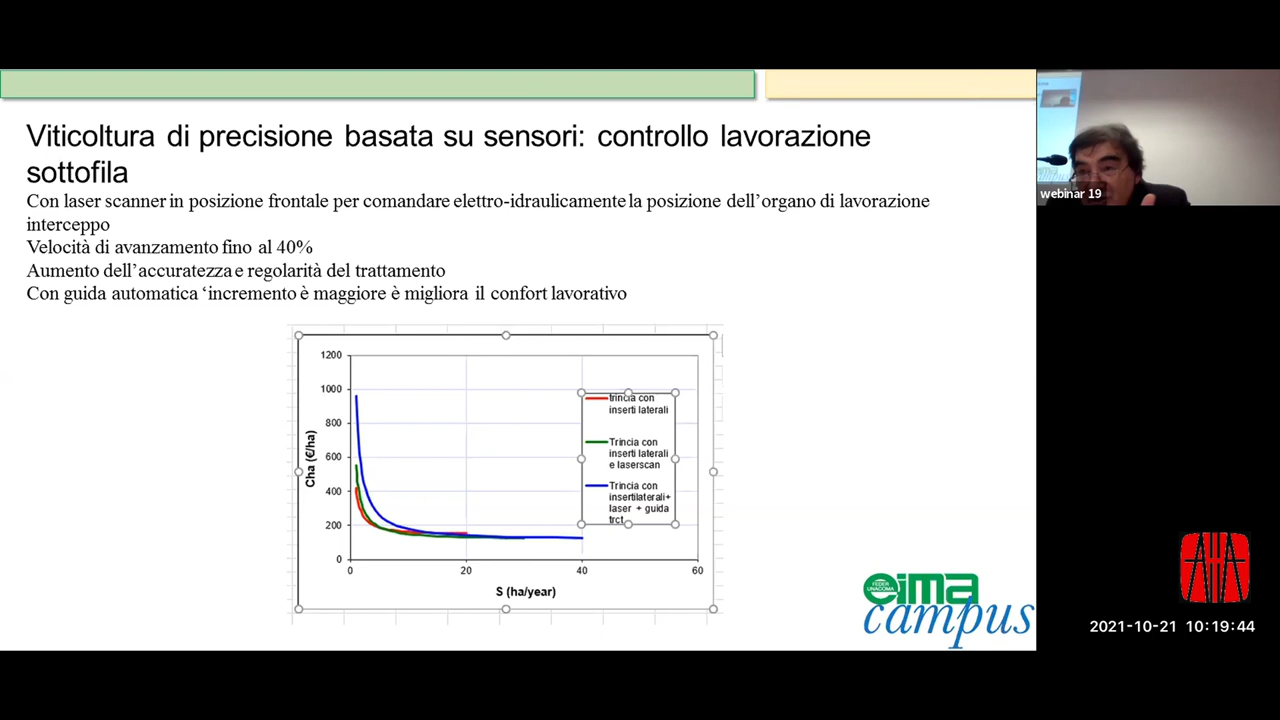 Viticoltura di precisione basata su sensori: controllo lavorazione
sottofila
Con laser scanner in posizione frontale per comandare elettro-idraulicamente la posizione dell'organo di lavorazione
interceppo
Velocità di avanzamento fino al 40%
Aumento dell'accuratezza e regolarità del trattamento
Con guida automatica 'incremento è maggiore è migliora il confort lavorativo
webinar 19
1200
1000
800
600
400
200
0
Cha (€/ha)
0 20 40 60
S (ha/year)
trincia con
inserti laterali
Trincia con
inserti laterali
e laserscan
Trincia con
insertilaterali+
laser + guida
trct
FEDER
UNACOMA
eima
campus
2021-10-21 10:19:44